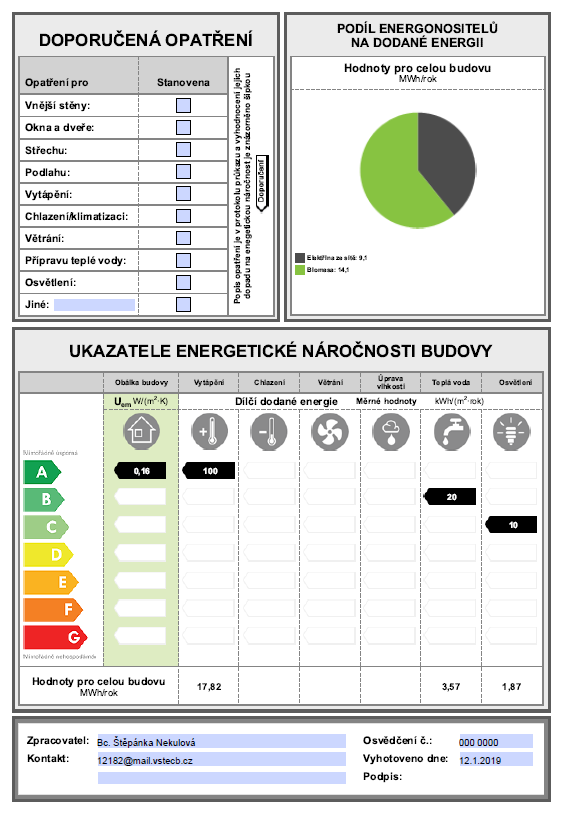 DOPORUČENÁ OPATŘENÍ
Opatření pro Stanovena
Vnější stěny:
Okna a dveře:
Střechu:
Podlahu:
Vytápění:
Chlazení/klimatizaci:
Větrání:
Přípravu teplé vody:
Osvětlení:
Jiné:
Popis opatření je v protokolu průkazu a vyhodnocení jejich
dopadu na energetickou náročnost je znázorněno šipkou
Doporučení
PODÍL ENERGONOSITELŮ
NA DODANÉ ENERGII
Hodnoty pro celou budovu
MWh/rok
Elektřina ze sítě: 9,1
Biomasa: 14,1
UKAZATELE ENERGETICKÉ NÁROČNOSTI BUDOVY
Obálka budovy Vytápění Chlazení Větrání Úprava vlhkosti Teplá voda Osvětlení
Uem W/(m²·K) Dílčí dodané energie Měrné hodnoty kWh/(m²·rok)
Mimořádně úsporná
A 0,16 100
B 20
C 10
D
E
F
G
Mimořádně nehospodárná
Hodnoty pro celou budovu 17,82 3,57 1,87
MWh/rok
Zpracovatel: Bc. Štěpánka Nekulová Osvědčení č.: 000 0000
Kontakt: 12182@mail.vstecb.cz Vyhotoveno dne: 12.1.2019
Podpis: